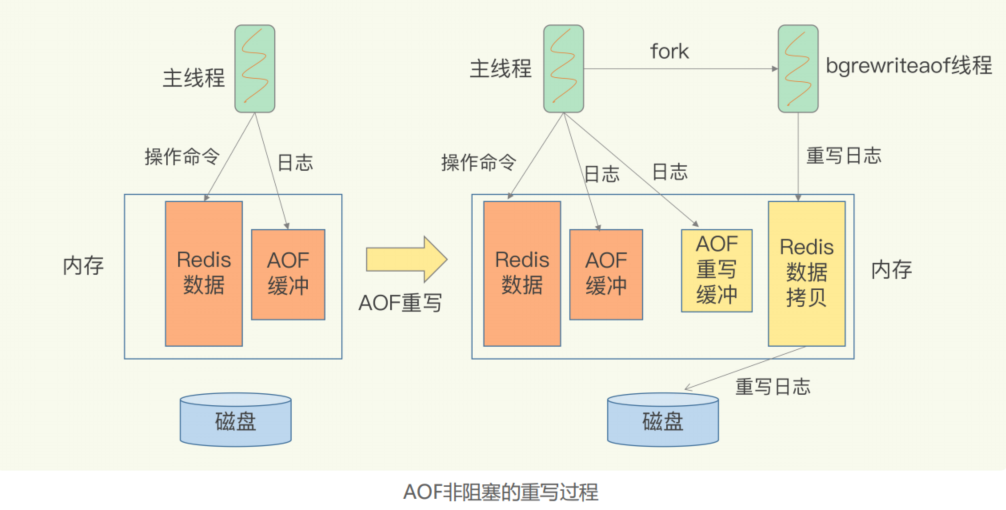 fork
主线程
主线程
bgrewriteaof线程
操作命令
日志
操作命令
日志
日志
重写日志
内存
Redis
数据
AOF
缓冲
AOF重写
Redis
数据
AOF
缓冲
AOF
重写
缓冲
Redis
数据
拷贝
内存
重写日志
磁盘
磁盘
AOF非阻塞的重写过程